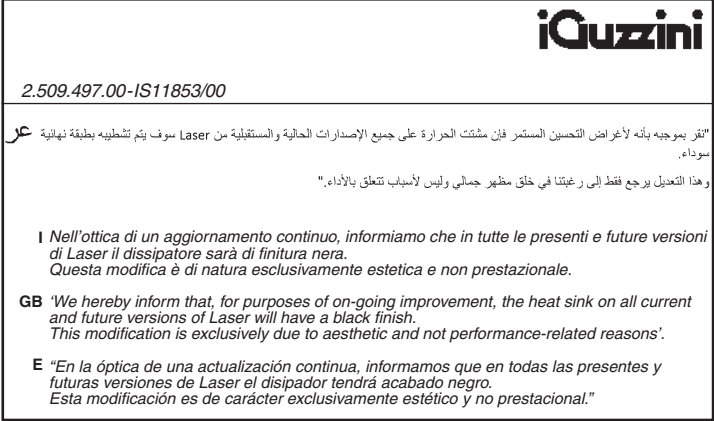 iGuzzini
2.509.497.00-IS11853/00
عر "نقر بموجبه بأنه لأغراض التحسين المستمر فإن مشتت الحرارة على جميع الإصدارات الحالية والمستقبلية من Laser سوف يتم تشطيبه بطبقة نهائية
سوداء.
وهذا التعديل يرجع فقط إلى رغبتنا في خلق مظهر جمالي وليس لأسباب تتعلق بالأداء."
I Nell'ottica di un aggiornamento continuo, informiamo che in tutte le presenti e future versioni
di Laser il dissipatore sarà di finitura nera.
Questa modifica è di natura esclusivamente estetica e non prestazionale.
GB 'We hereby inform that, for purposes of on-going improvement, the heat sink on all current
and future versions of Laser will have a black finish.
This modification is exclusively due to aesthetic and not performance-related reasons'.
E "En la óptica de una actualización continua, informamos que en todas las presentes y
futuras versiones de Laser el disipador tendrá acabado negro.
Esta modificación es de carácter exclusivamente estético y no prestacional."